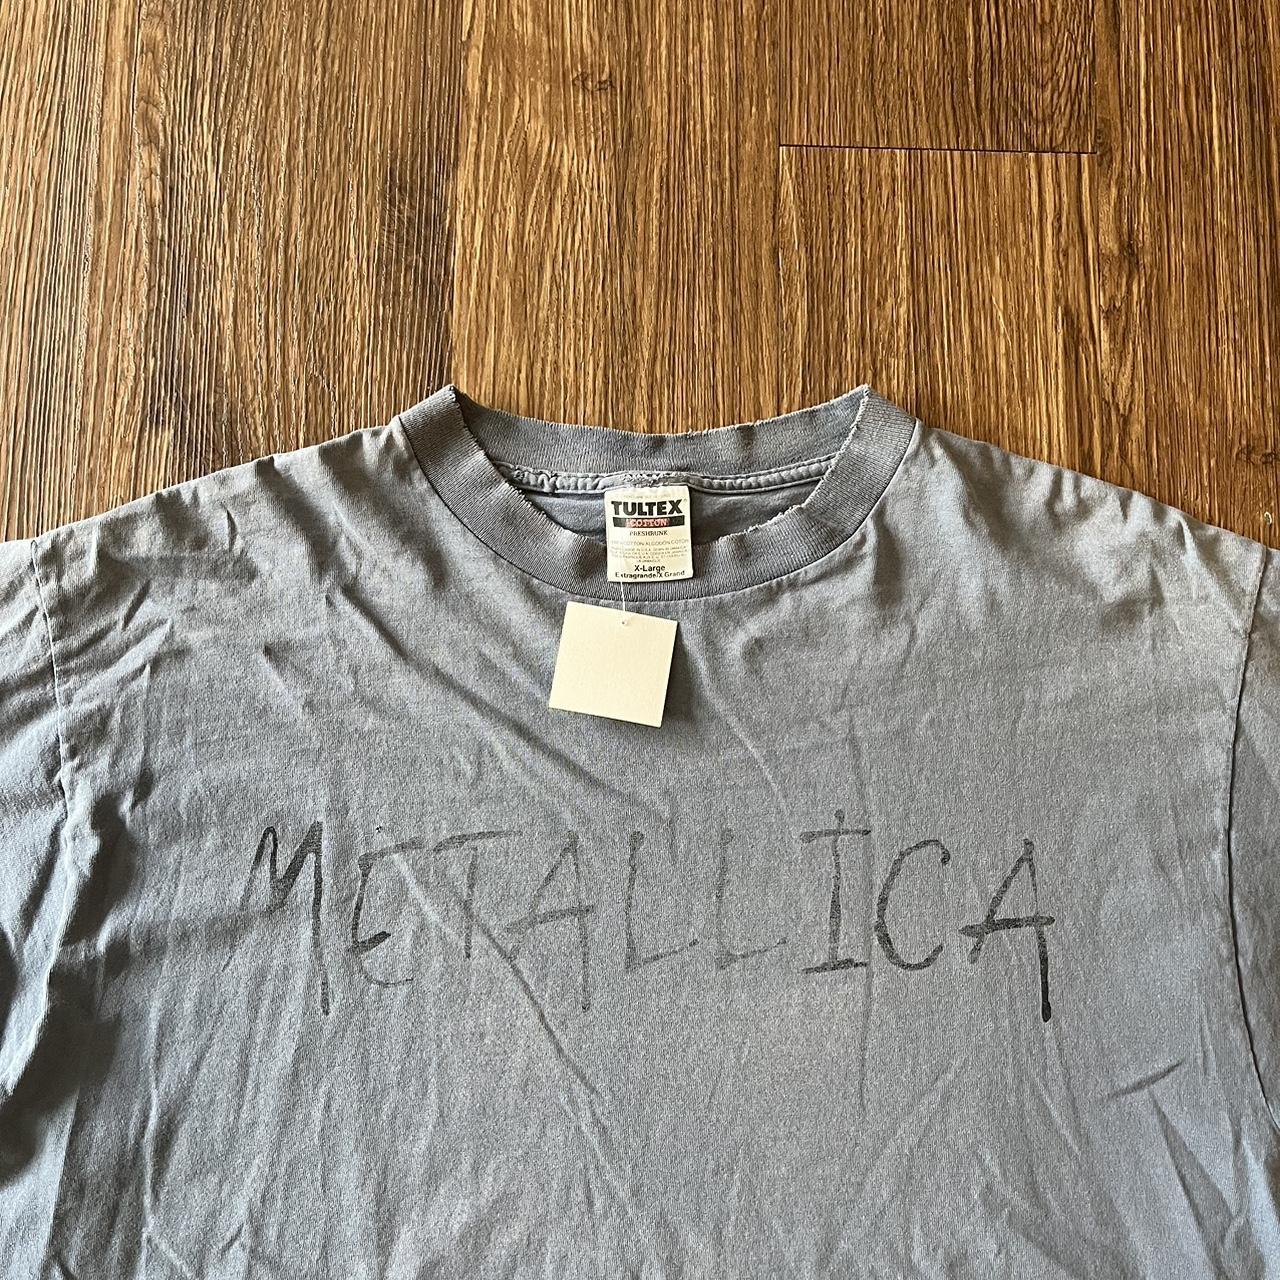 TULTEX
COTTON
PRESHRUNK
X-Large
Extragrande/X Grand
METALLICA